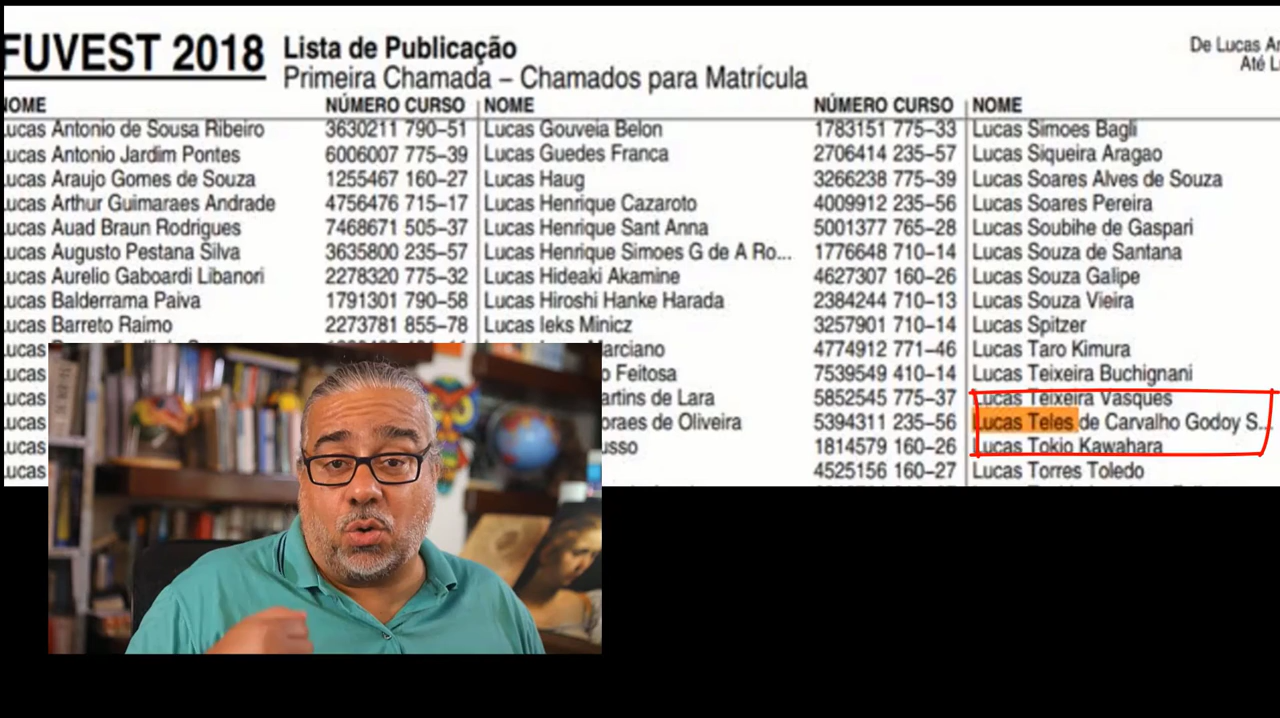 FUVEST 2018 Lista de Publicação De Lucas
Primeira Chamada – Chamados para Matrícula Até
NOME NÚMERO CURSO NOME NÚMERO CURSO NOME
Lucas Antonio de Sousa Ribeiro 3630211 790–51 Lucas Gouveia Belon 1783151 775–33 Lucas Simoes Bagli
Lucas Antonio Jardim Pontes 6006007 775–39 Lucas Guedes Franca 2706414 235–57 Lucas Siqueira Aragao
Lucas Araujo Gomes de Souza 1255467 160–27 Lucas Haug 3266238 775–39 Lucas Soares Alves de Souza
Lucas Arthur Guimaraes Andrade 4756476 715–17 Lucas Henrique Cazaroto 4009912 235–56 Lucas Soares Pereira
Lucas Auad Braun Rodrigues 7468671 505–37 Lucas Henrique Sant Anna 5001377 765–28 Lucas Soubihe de Gaspari
Lucas Augusto Pestana Silva 3635800 235–57 Lucas Henrique Simoes G de A Ro... 1776648 710–14 Lucas Souza de Santana
Lucas Aurelio Gaboardi Libanori 2278320 775–32 Lucas Hideaki Akamine 4627307 160–26 Lucas Souza Galipe
Lucas Balderrama Paiva 1791301 790–58 Lucas Hiroshi Hanke Harada 2384244 710–13 Lucas Souza Vieira
Lucas Barreto Raimo 2273781 855–78 Lucas Ieks Minicz 3257901 710–14 Lucas Spitzer
Lucas Marciano 4774912 771–46 Lucas Taro Kimura
Lucas Feitosa 7539549 410–14 Lucas Teixeira Buchignani
Lucas artins de Lara 5852545 775–37 Lucas Teixeira Vasques
Lucas oraes de Oliveira 5394311 235–56 Lucas Teles de Carvalho Godoy S...
Lucas usso 1814579 160–26 Lucas Tokio Kawahara
Lucas 4525156 160–27 Lucas Torres Toledo